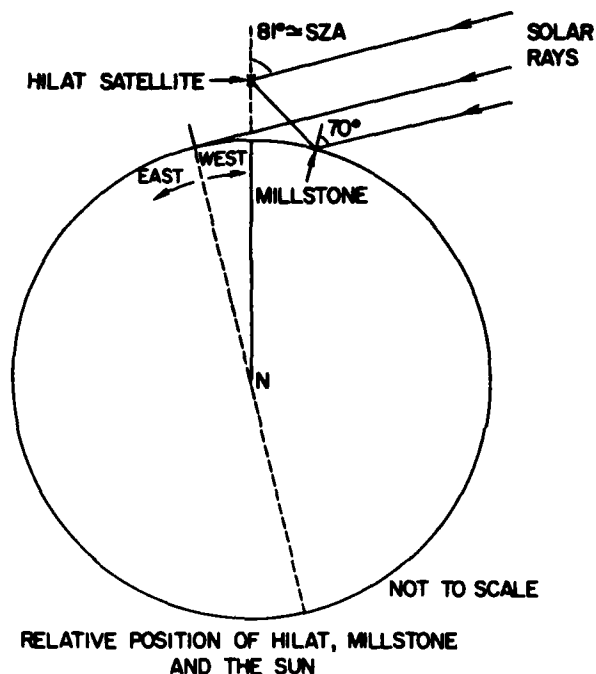 81°≃SZA
SOLAR
RAYS
HILAT SATELLITE
70°
WEST
EAST
MILLSTONE
N
NOT TO SCALE
RELATIVE POSITION OF HILAT, MILLSTONE
AND THE SUN